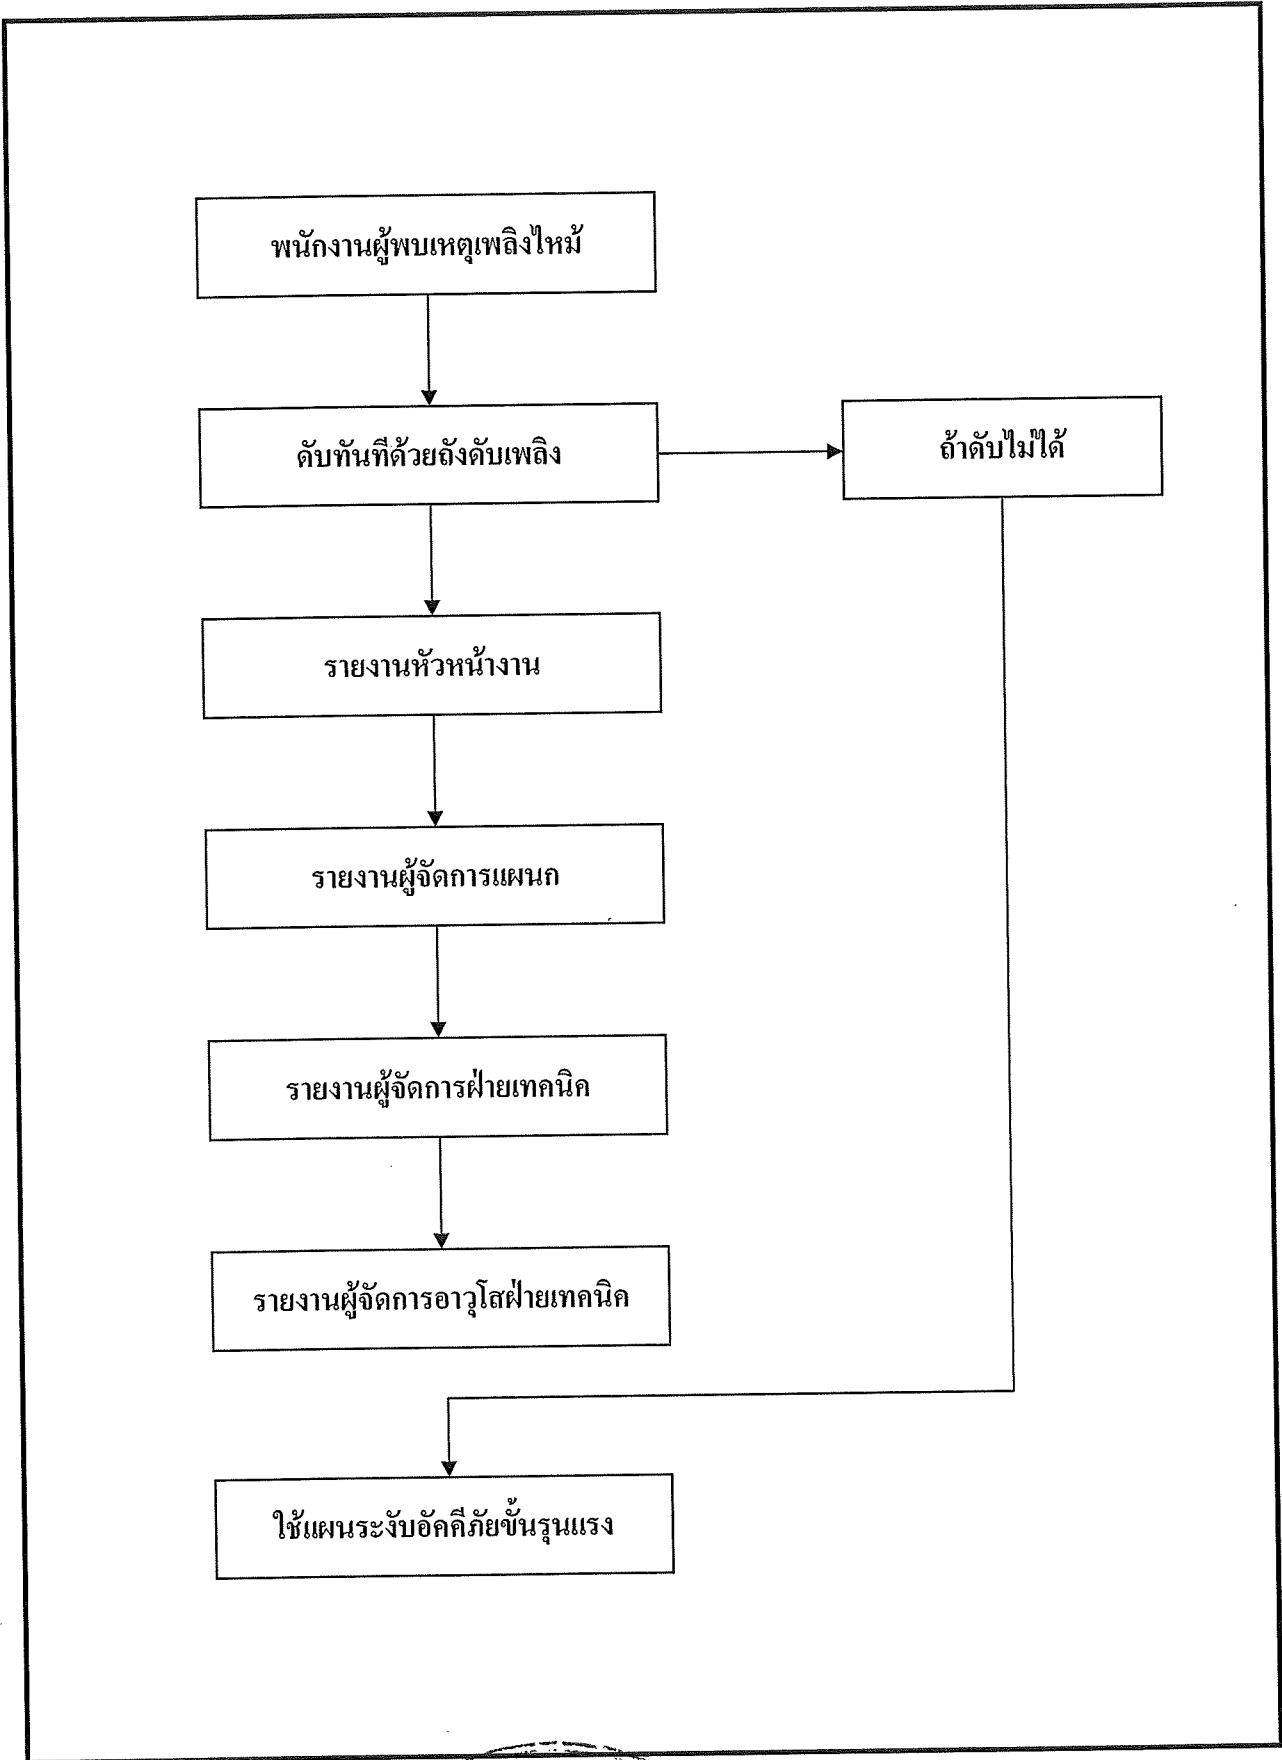 พนักงานผู้พบเหตุเพลิงไหม้
ดับทันทีด้วยถังดับเพลิง
ถ้าดับไม่ได้
รายงานหัวหน้างาน
รายงานผู้จัดการแผนก
รายงานผู้จัดการฝ่ายเทคนิค
รายงานผู้จัดการอาวุโสฝ่ายเทคนิค
ใช้แผนระงับอัคคีภัยขั้นรุนแรง